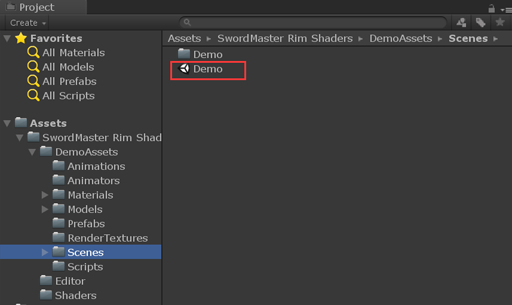 Project
Create
Favorites
All Materials
All Models
All Prefabs
All Scripts
Assets
SwordMaster Rim Shad
DemoAssets
Animations
Animators
Materials
Models
Prefabs
RenderTextures
Scenes
Scripts
Editor
Shaders
Assets ▸ SwordMaster Rim Shaders ▸ DemoAssets ▸ Scenes ▸
Demo
Demo